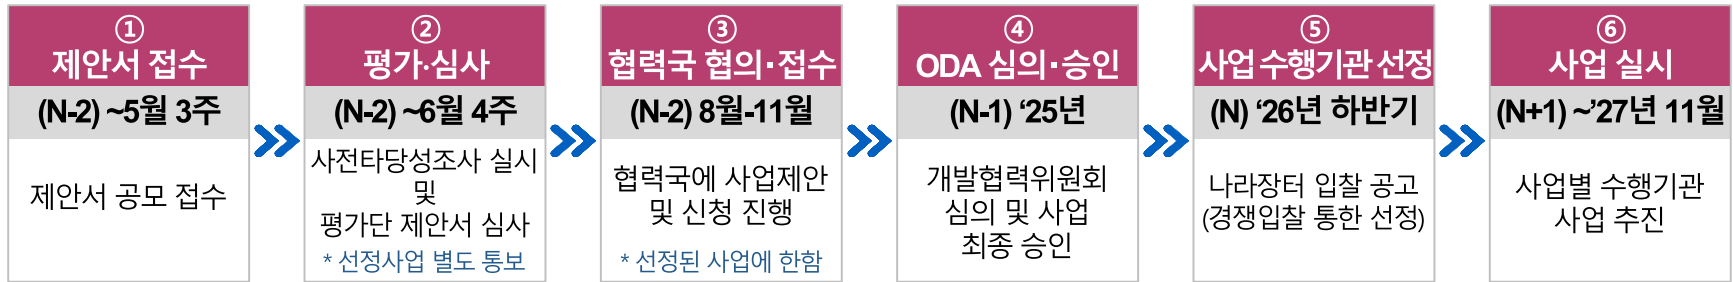 ①
제안서 접수
(N-2) ~5월 3주
제안서 공모 접수
②
평가·심사
(N-2) ~6월 4주
사전타당성조사 실시
및
평가단 제안서 심사
* 선정사업 별도 통보
③
협력국 협의·접수
(N-2) 8월-11월
협력국에 사업제안
및 신청 진행
* 선정된 사업에 한함
④
ODA 심의·승인
(N-1) ‘25년
개발협력위원회
심의 및 사업
최종 승인
⑤
사업 수행기관 선정
(N) ‘26년 하반기
나라장터 입찰 공고
(경쟁입찰 통한 선정)
⑥
사업 실시
(N+1) ~’27년 11월
사업별 수행기관
사업 추진